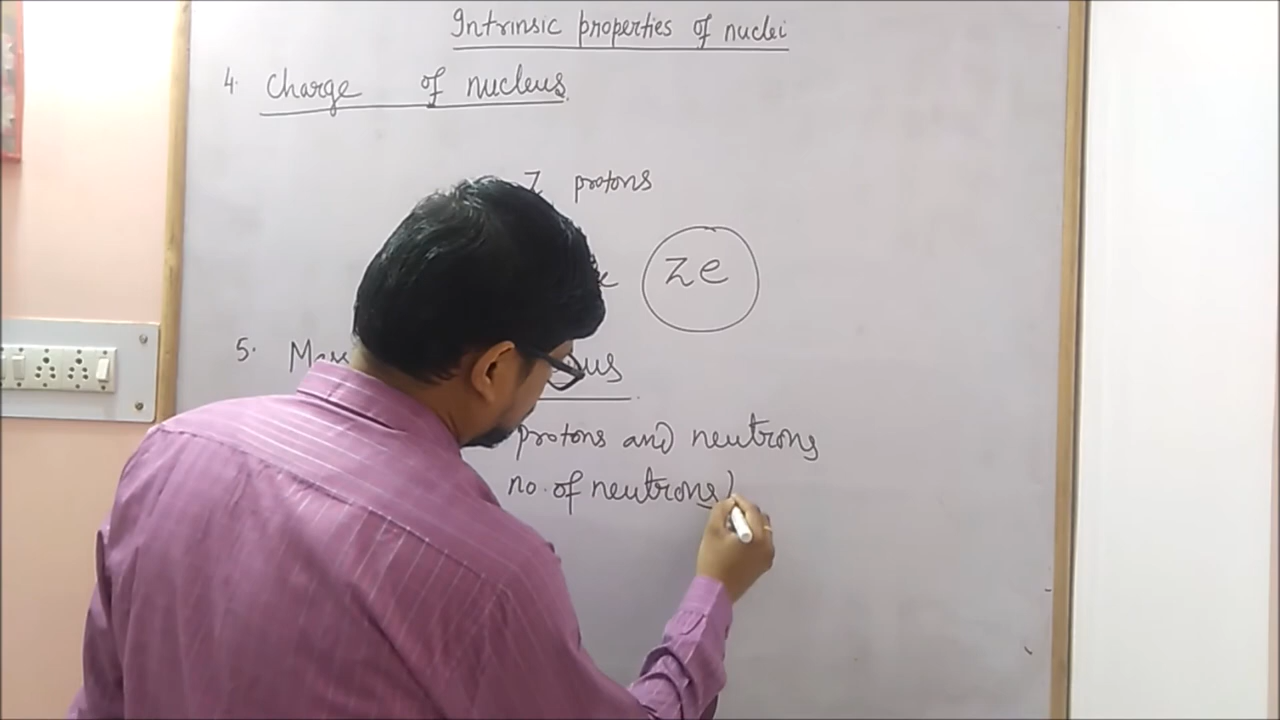 Intrinsic properties of nuclei
4. Charge of nucleus.
Z protons
Ze
5.
protons and neutrons
no. of neutrons)